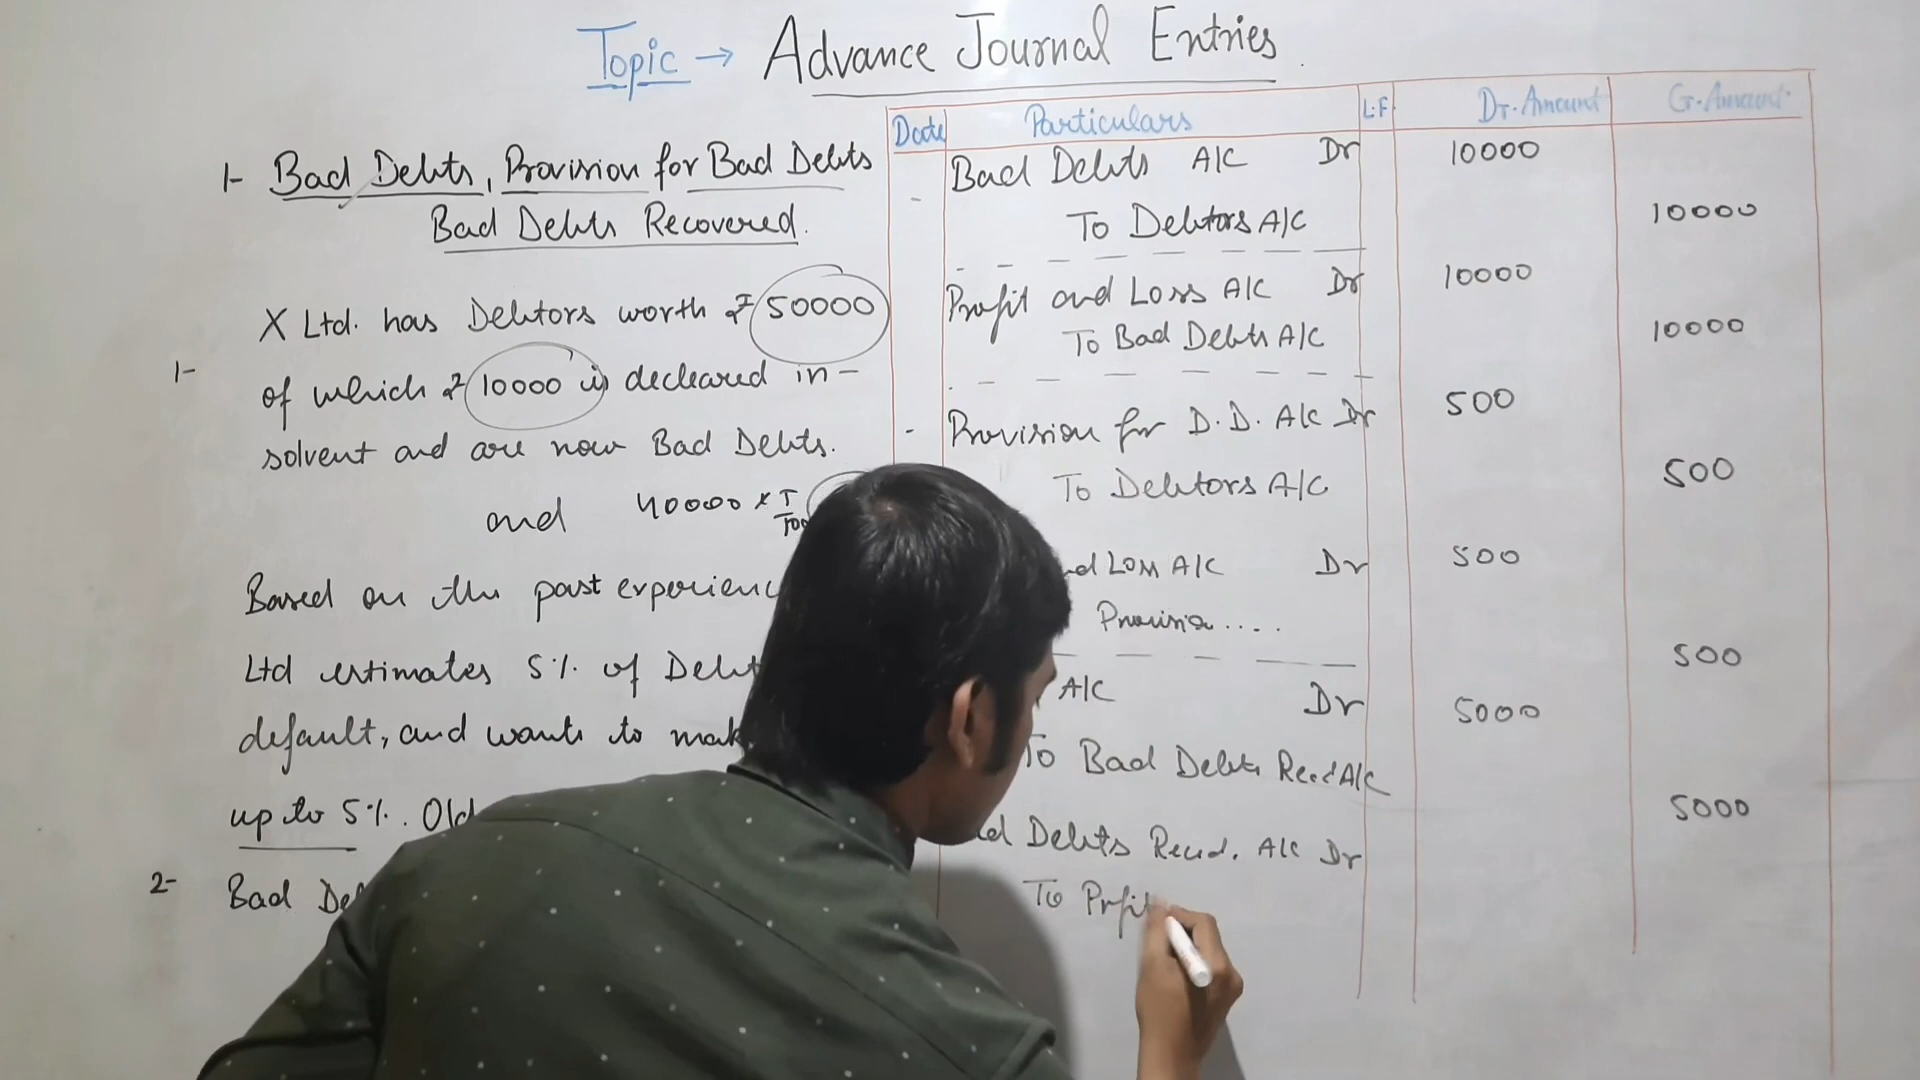 Topic → Advance Journal Entries
1- Bad Debts, Provision for Bad Debts
Bad Debts Recovered.
X Ltd. has Debtors worth ₹ 50000
1-
of which ₹ 10000 is decleared in-
solvent and are now Bad Debts.
and 40000 x
Based on the past experienc
Ltd estimates 5% of Debt
default, and wants to mak
up to 5%. Old
2- Bad De
Date Particulars L.F. Dr. Amount Cr. Amount
Bad Debts A/C Dr 10000
To Debtors A/C 10000
Profit and Loss A/C Dr 10000
To Bad Debts A/C 10000
Provision for D.D. A/C Dr 500
To Debtors A/C 500
nd Loss A/C Dr 500
Provisio.... 500
A/C Dr 5000
To Bad Debts Recd A/C 5000
ad Debts Recd. A/C Dr
To Prfit